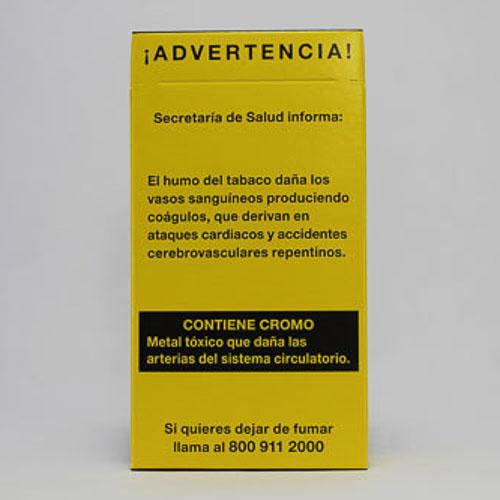 ¡ADVERTENCIA!
Secretaría de Salud informa:
El humo del tabaco daña los
vasos sanguíneos produciendo
coágulos, que derivan en
ataques cardiacos y accidentes
cerebrovasculares repentinos.
CONTIENE CROMO
Metal tóxico que daña las
arterias del sistema circulatorio.
Si quieres dejar de fumar
llama al 800 911 2000